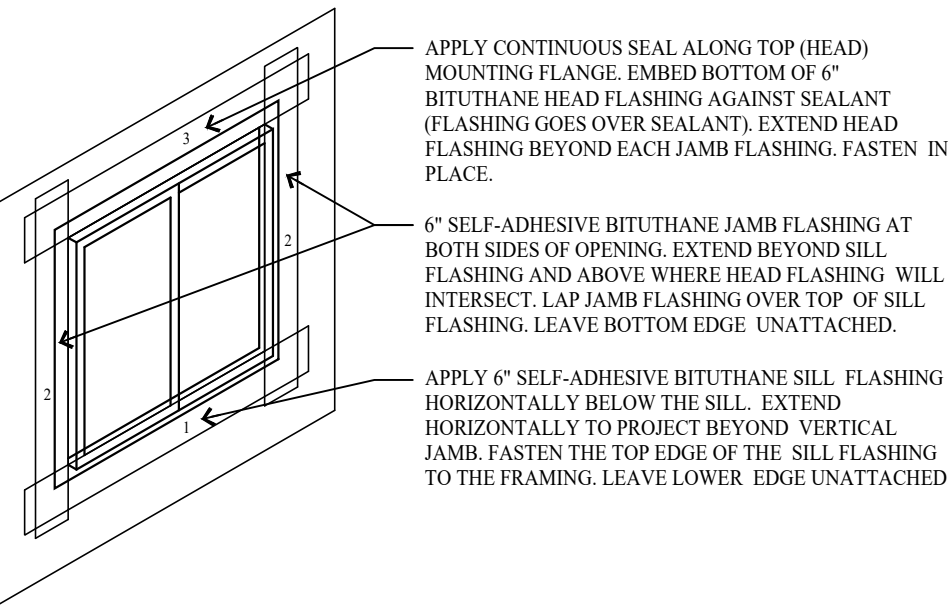 APPLY CONTINUOUS SEAL ALONG TOP (HEAD)
MOUNTING FLANGE. EMBED BOTTOM OF 6"
BITUTHANE HEAD FLASHING AGAINST SEALANT
(FLASHING GOES OVER SEALANT). EXTEND HEAD
FLASHING BEYOND EACH JAMB FLASHING. FASTEN IN
PLACE.
3
6" SELF-ADHESIVE BITUTHANE JAMB FLASHING AT
BOTH SIDES OF OPENING. EXTEND BEYOND SILL
FLASHING AND ABOVE WHERE HEAD FLASHING WILL
INTERSECT. LAP JAMB FLASHING OVER TOP OF SILL
FLASHING. LEAVE BOTTOM EDGE UNATTACHED.
2
2
APPLY 6" SELF-ADHESIVE BITUTHANE SILL FLASHING
HORIZONTALLY BELOW THE SILL. EXTEND
HORIZONTALLY TO PROJECT BEYOND VERTICAL
JAMB. FASTEN THE TOP EDGE OF THE SILL FLASHING
TO THE FRAMING. LEAVE LOWER EDGE UNATTACHED
1